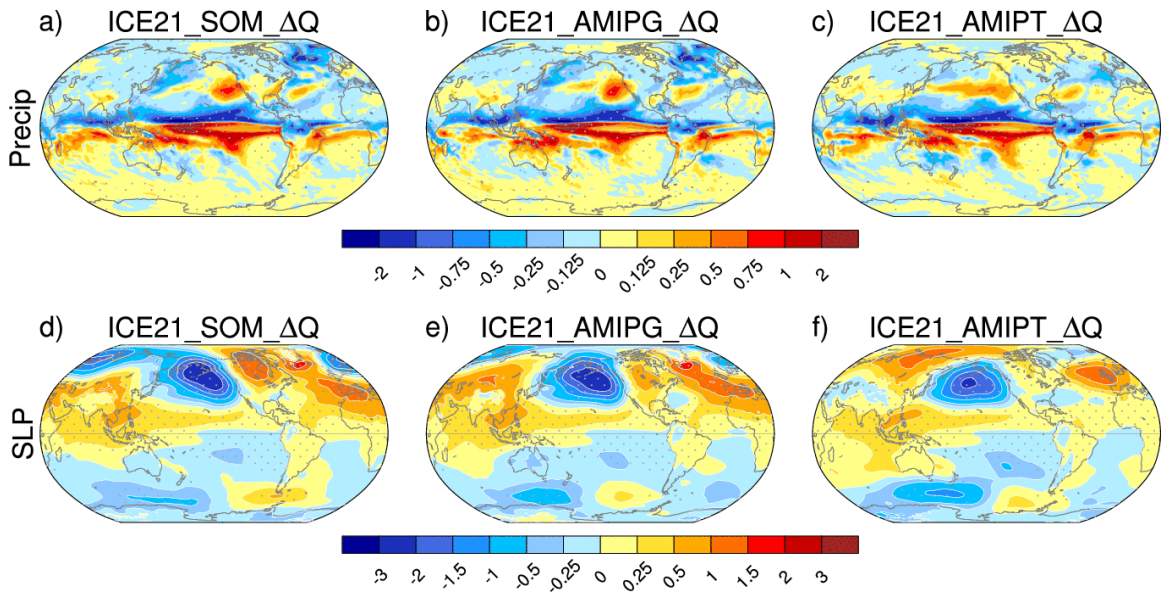 a) ICE21_SOM_ΔQ b) ICE21_AMIPG_ΔQ c) ICE21_AMIPT_ΔQ
Precip
-2 -1 -0.75 -0.5 -0.25 -0.125 0 0.125 0.25 0.5 0.75 1 2
d) ICE21_SOM_ΔQ e) ICE21_AMIPG_ΔQ f) ICE21_AMIPT_ΔQ
SLP
-3 -2 -1.5 -1 -0.5 -0.25 0 0.25 0.5 1 1.5 2 3